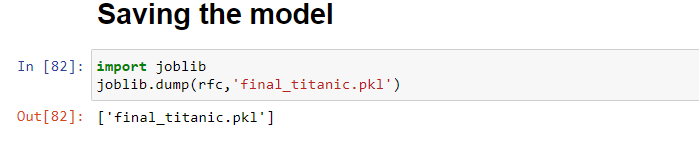 Saving the model
In [82]: import joblib
joblib.dump(rfc,'final_titanic.pkl')
Out[82]: ['final_titanic.pkl']